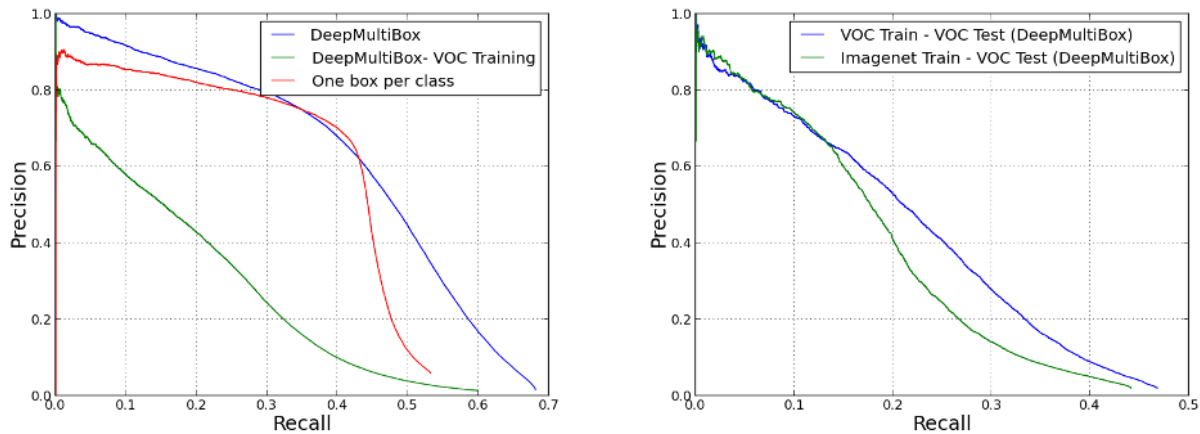 DeepMultiBox
DeepMultiBox- VOC Training
One box per class
Precision
1.0
0.8
0.6
0.4
0.2
0.0
0.0 0.1 0.2 0.3 0.4 0.5 0.6 0.7
Recall
VOC Train - VOC Test (DeepMultiBox)
Imagenet Train - VOC Test (DeepMultiBox)
Precision
1.0
0.8
0.6
0.4
0.2
0.0
0.0 0.1 0.2 0.3 0.4 0.5
Recall